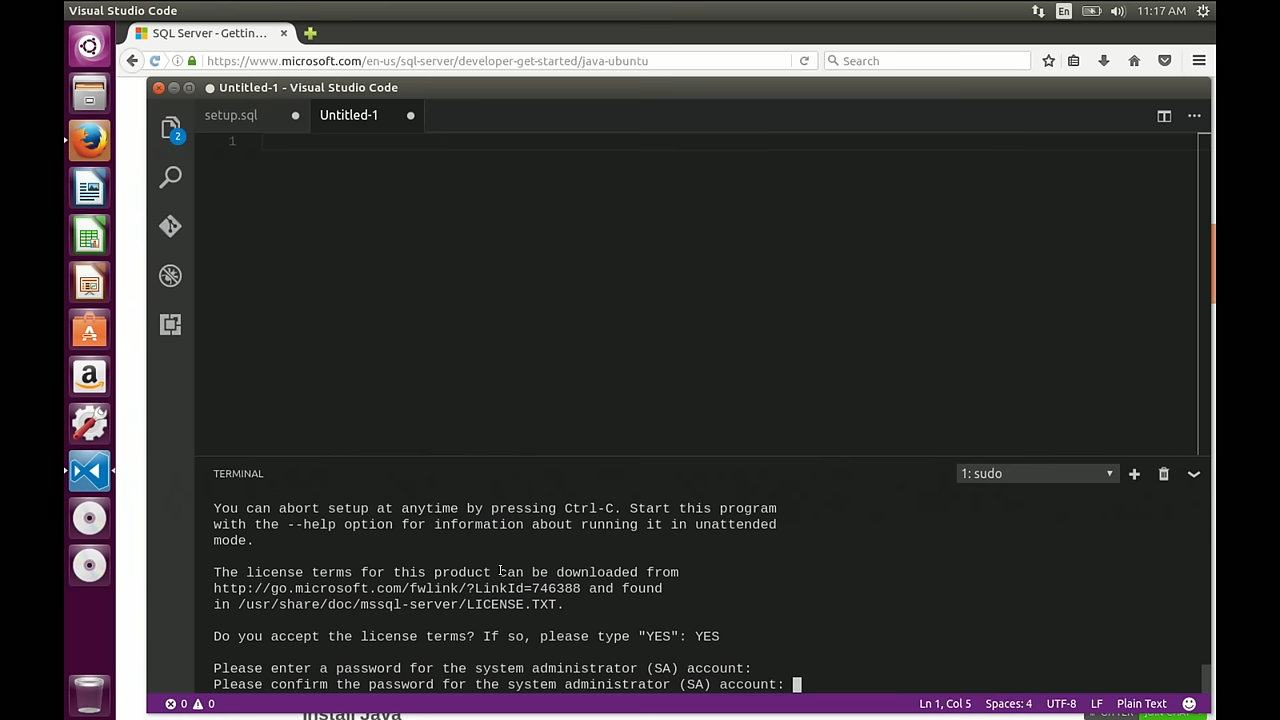 Visual Studio Code
En
11:17 AM
SQL Server - Gettin...
https://www.microsoft.com/en-us/sql-server/developer-get-started/java-ubuntu
Search
Untitled-1 - Visual Studio Code
setup.sql
Untitled-1
2
1
TERMINAL
1: sudo
You can abort setup at anytime by pressing Ctrl-C. Start this program
with the --help option for information about running it in unattended
mode.
The license terms for this product can be downloaded from
http://go.microsoft.com/fwlink/?LinkId=746388 and found
in /usr/share/doc/mssql-server/LICENSE.TXT.
Do you accept the license terms? If so, please type "YES": YES
Please enter a password for the system administrator (SA) account:
Please confirm the password for the system administrator (SA) account:
0 0
Ln 1, Col 5
Spaces: 4
UTF-8
LF
Plain Text
Install Java